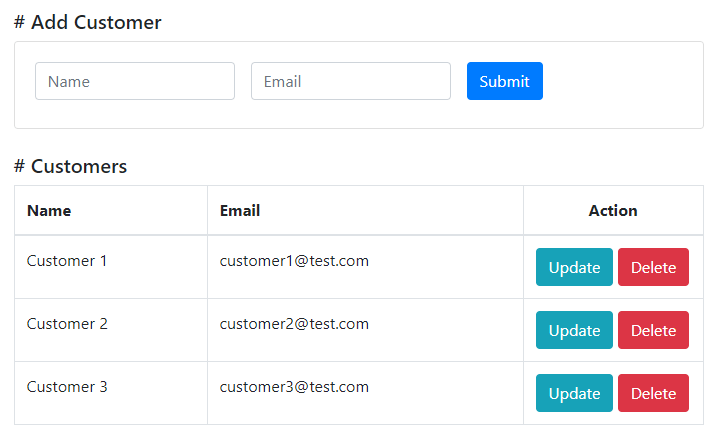 # Add Customer
Name Email Submit
# Customers
Name Email Action
Customer 1 customer1@test.com Update Delete
Customer 2 customer2@test.com Update Delete
Customer 3 customer3@test.com Update Delete